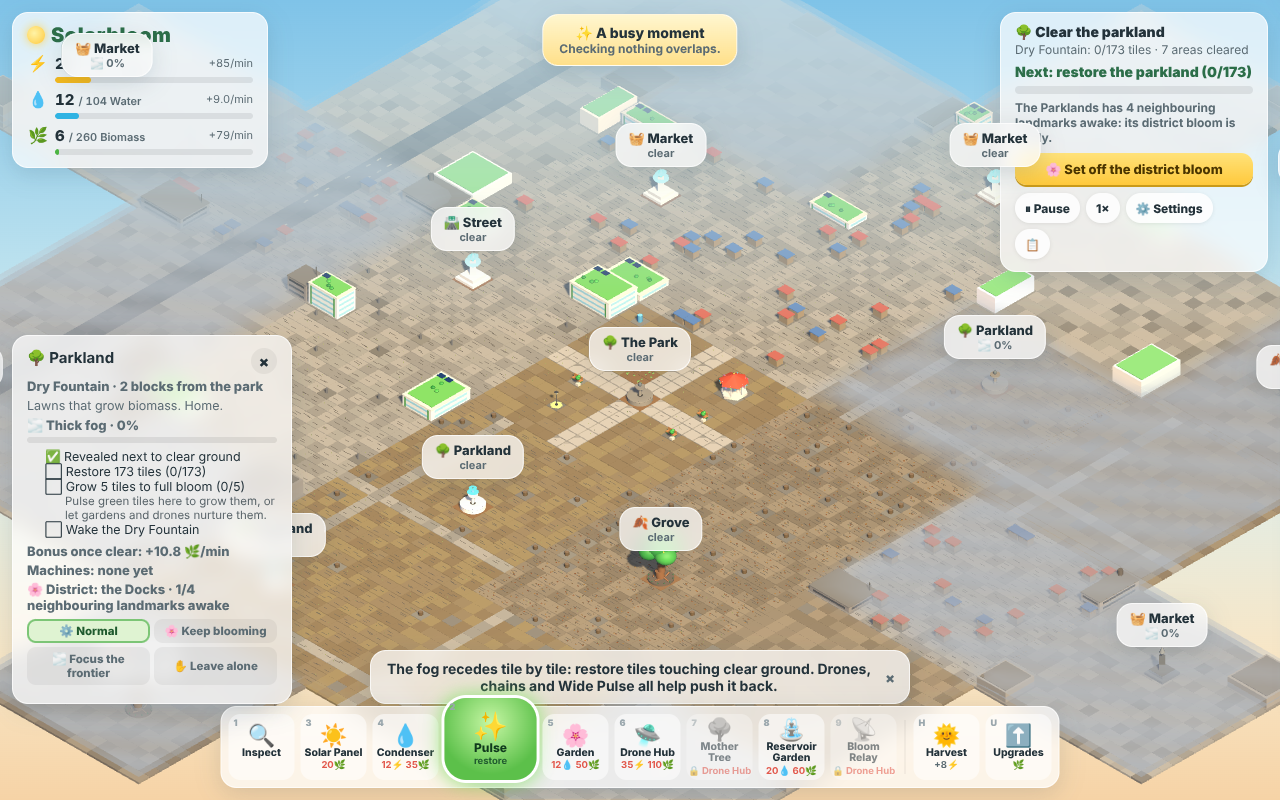 Solarbloom
Market
0%
+85/min
12 / 104 Water
+9.0/min
6 / 260 Biomass
+79/min
✨ A busy moment
Checking nothing overlaps.
Clear the parkland
Dry Fountain: 0/173 tiles · 7 areas cleared
Next: restore the parkland (0/173)
The Parklands has 4 neighbouring
landmarks awake: its district bloom is
Set off the district bloom
Pause
1×
Settings
Market
clear
Market
clear
Street
clear
The Park
clear
Parkland
0%
Parkland
clear
Grove
clear
Market
0%
Parkland
Dry Fountain · 2 blocks from the park
Lawns that grow biomass. Home.
Thick fog · 0%
✅ Revealed next to clear ground
Restore 173 tiles (0/173)
Grow 5 tiles to full bloom (0/5)
Pulse green tiles here to grow them, or
let gardens and drones nurture them.
Wake the Dry Fountain
Bonus once clear: +10.8 🌿/min
Machines: none yet
District: the Docks · 1/4
neighbouring landmarks awake
Normal
Keep blooming
Focus the
frontier
Leave alone
The fog recedes tile by tile: restore tiles touching clear ground. Drones,
chains and Wide Pulse all help push it back.
1
Inspect
3
Solar Panel
20🌿
4
Condenser
12⚡ 35🌿
Pulse
restore
5
Garden
12💧 50🌿
6
Drone Hub
35⚡ 110🌿
7
Mother
Tree
🔒 Drone Hub
8
Reservoir
Garden
20💧 60🌿
9
Bloom
Relay
🔒 Drone Hub
H
Harvest
+8⚡
U
Upgrades
🌿